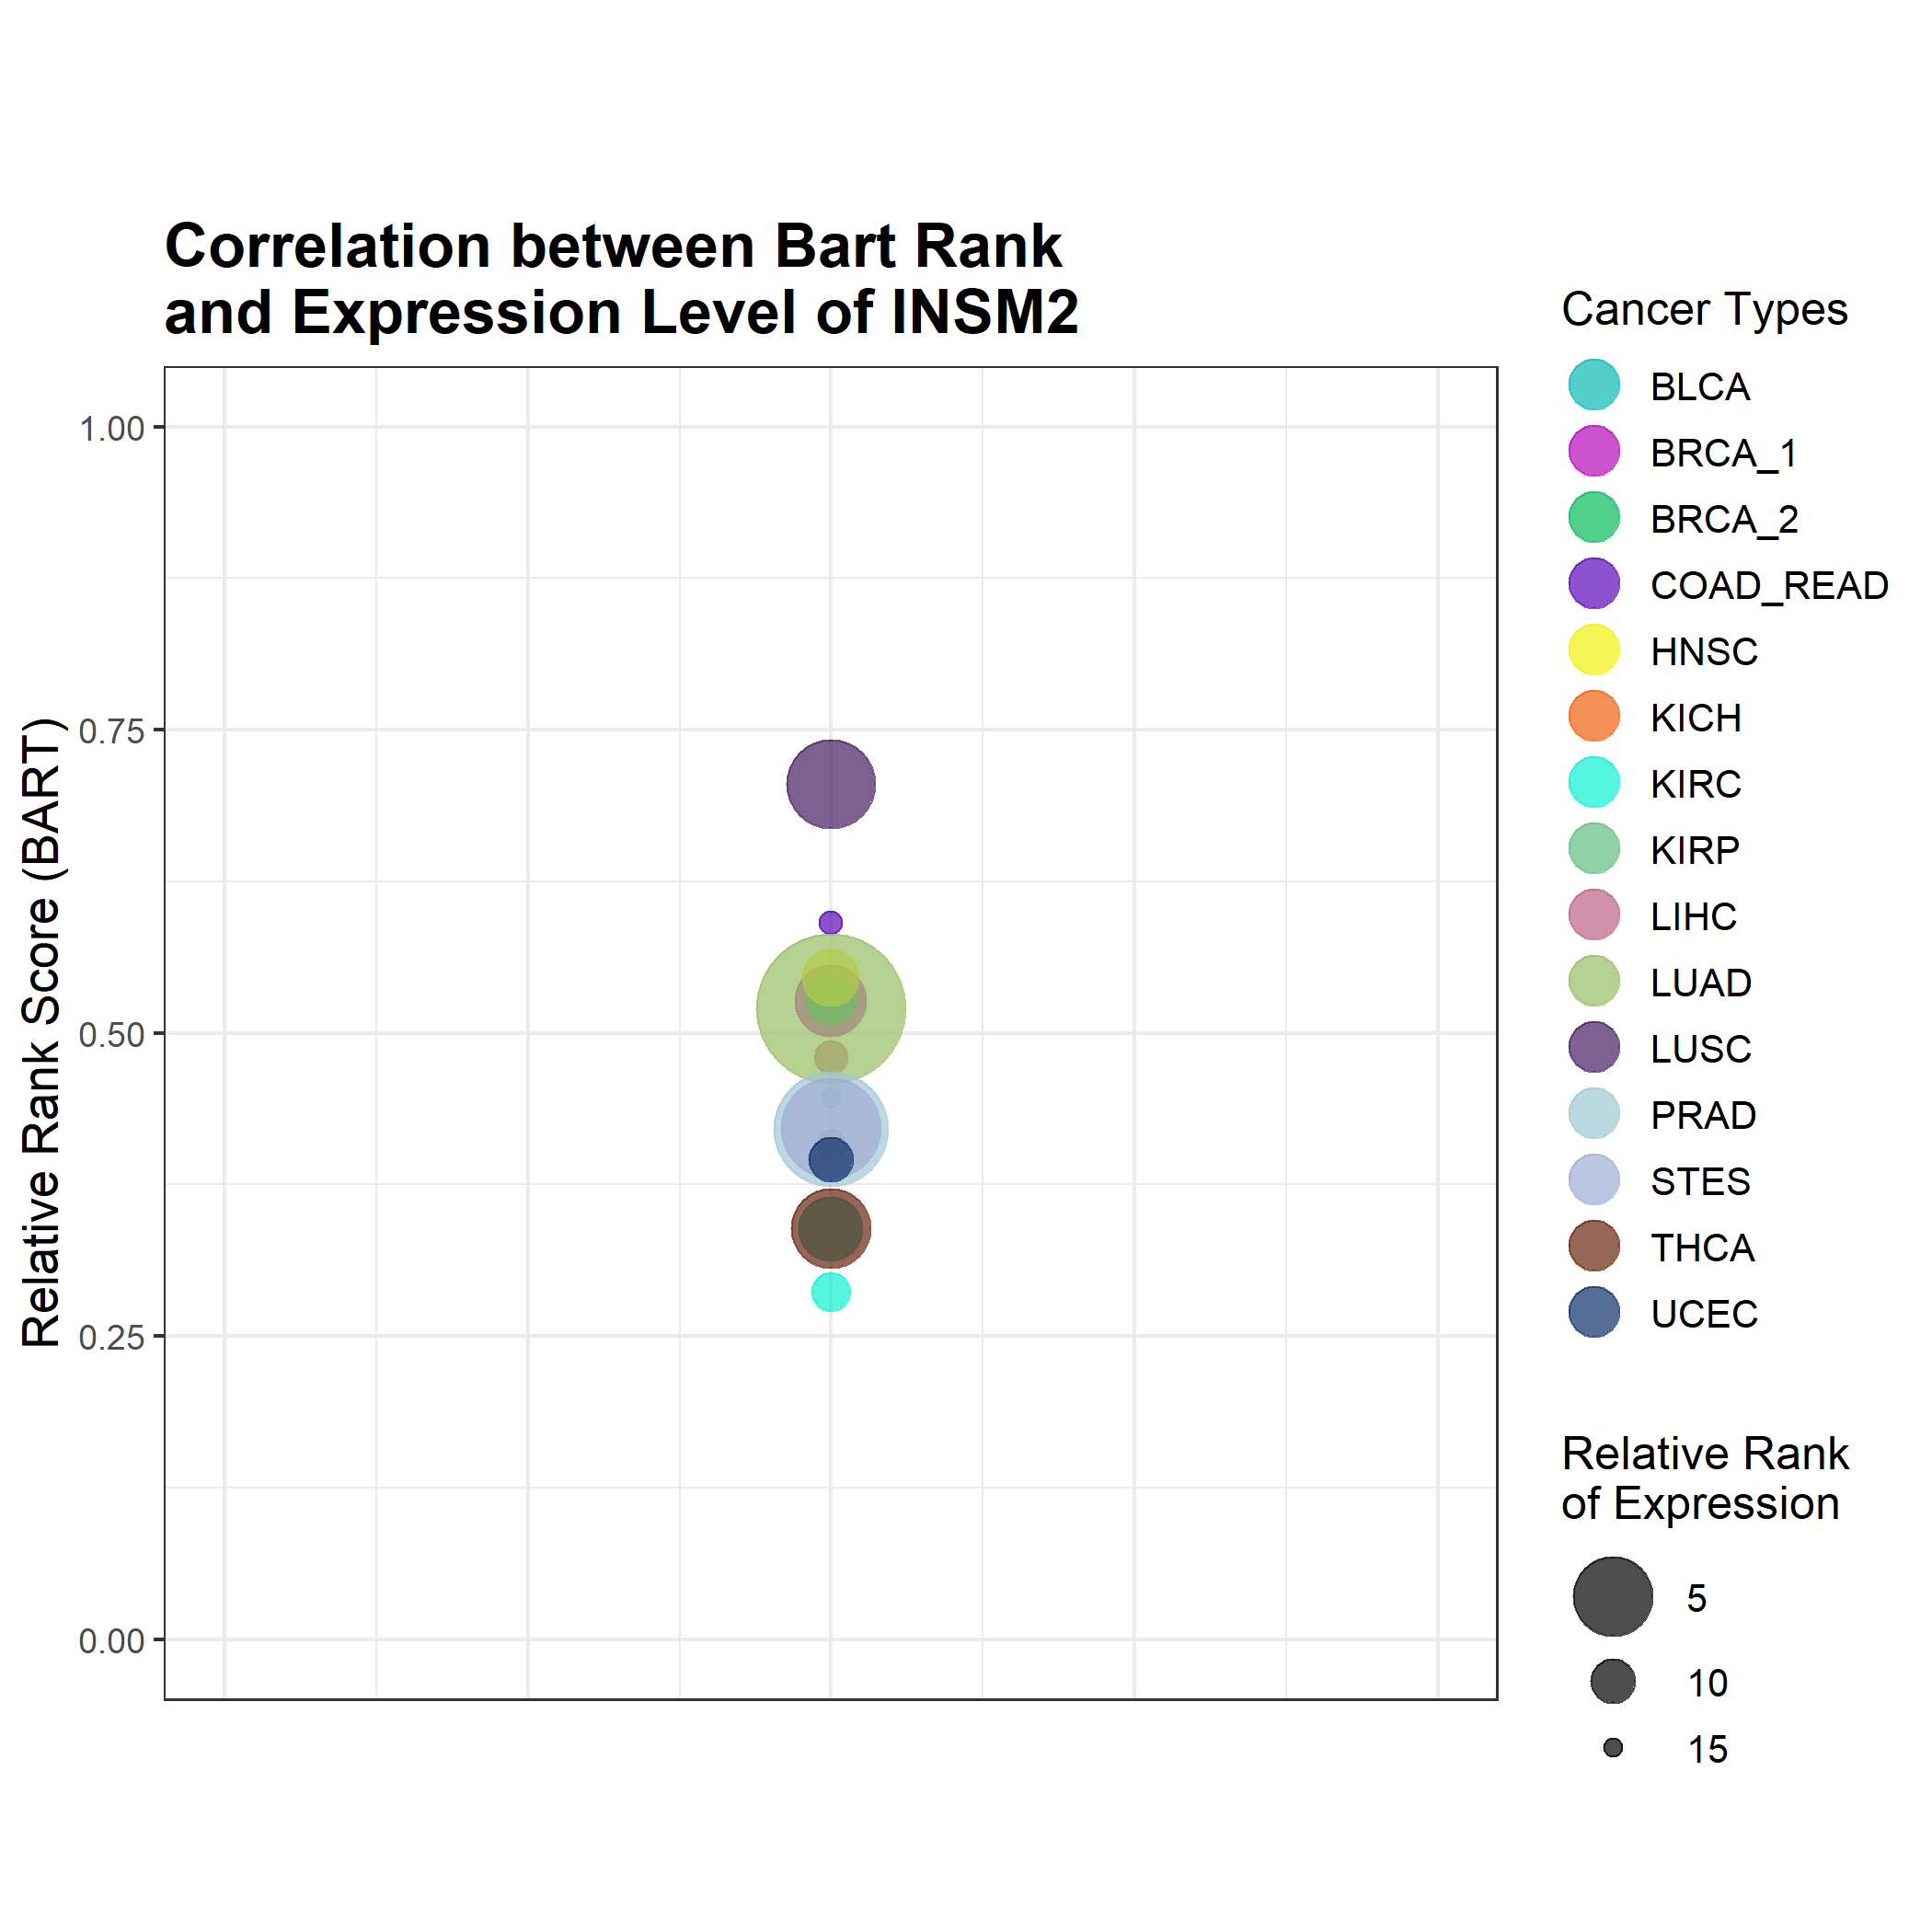 Correlation between Bart Rank
and Expression Level of INSM2
Relative Rank Score (BART)
1.00
0.75
0.50
0.25
0.00
Cancer Types
BLCA
BRCA_1
BRCA_2
COAD_READ
HNSC
KICH
KIRC
KIRP
LIHC
LUAD
LUSC
PRAD
STES
THCA
UCEC
Relative Rank
of Expression
5
10
15